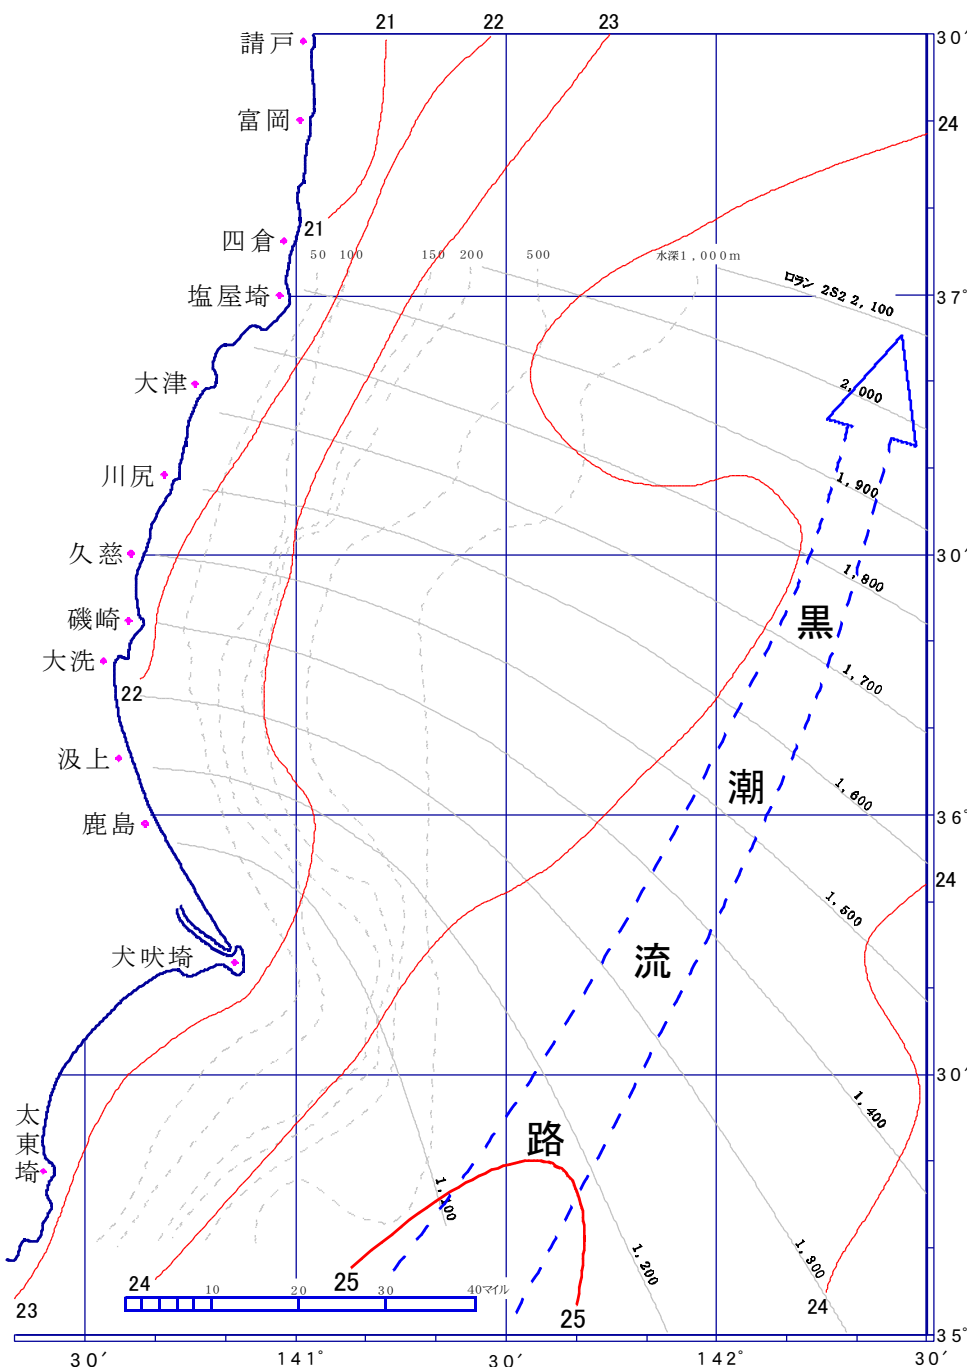 21 22 23
請戸 30′
富岡 24
21
四倉
50 100 150 200 500 水深1,000m
塩屋埼 ロラン 2S2 2,100 37°
大津 2,000
川尻 1,900
久慈 30′
1,800
磯崎 黒
大洗 1,700
22
汲上 潮 1,600
鹿島 36°
24
1,500
犬吠埼 流
30′
1,400
太東埼 路
1,100
1,200 1,300
24 25 10 20 30 40マイル
23 25 24
35°
30′ 141° 30′ 142° 30′